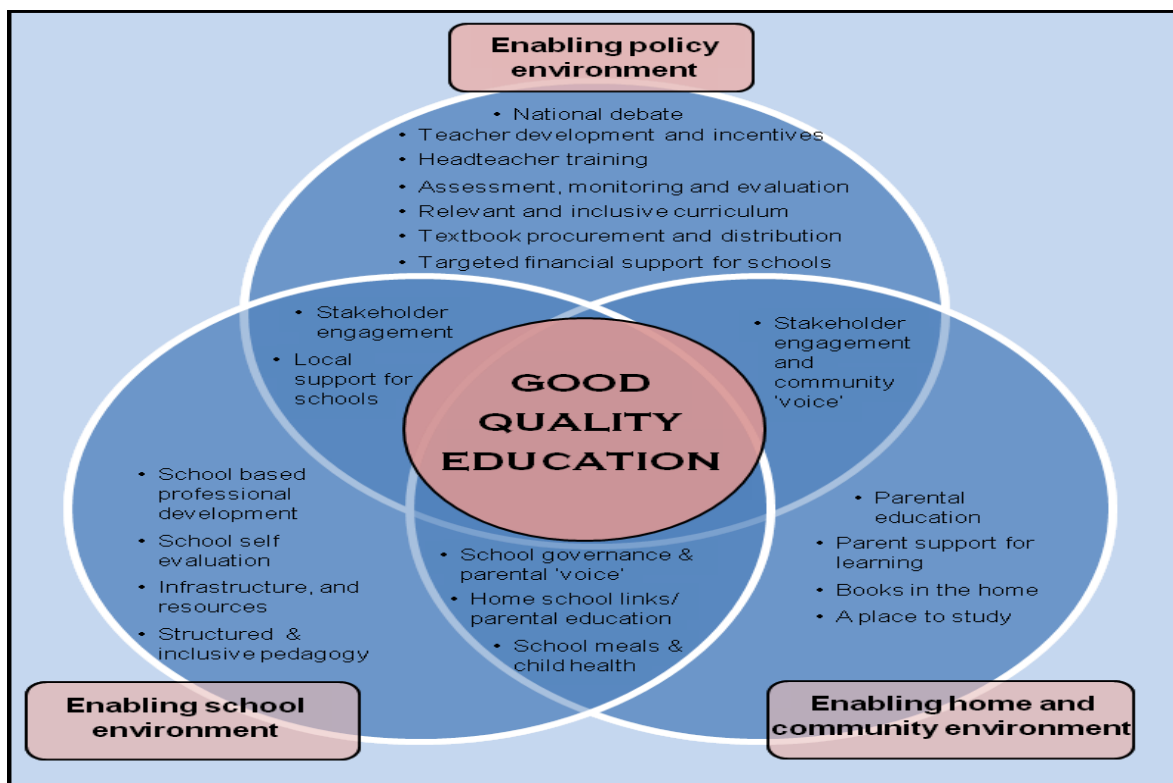 Enabling policy
environment
• National debate
• Teacher development and incentives
• Headteacher training
• Assessment, monitoring and evaluation
• Relevant and inclusive curriculum
• Textbook procurement and distribution
• Targeted financial support for schools
• Stakeholder
engagement
• Local
support for
schools
• Stakeholder
engagement
and
community
'voice'
GOOD
QUALITY
EDUCATION
• School based
professional
development
• School self
evaluation
• Infrastructure, and
resources
• Structured &
inclusive pedagogy
• School governance &
parental 'voice'
• Home school links/
parental education
• School meals &
child health
• Parental
education
• Parent support for
learning
• Books in the home
• A place to study
Enabling school
environment
Enabling home and
community environment